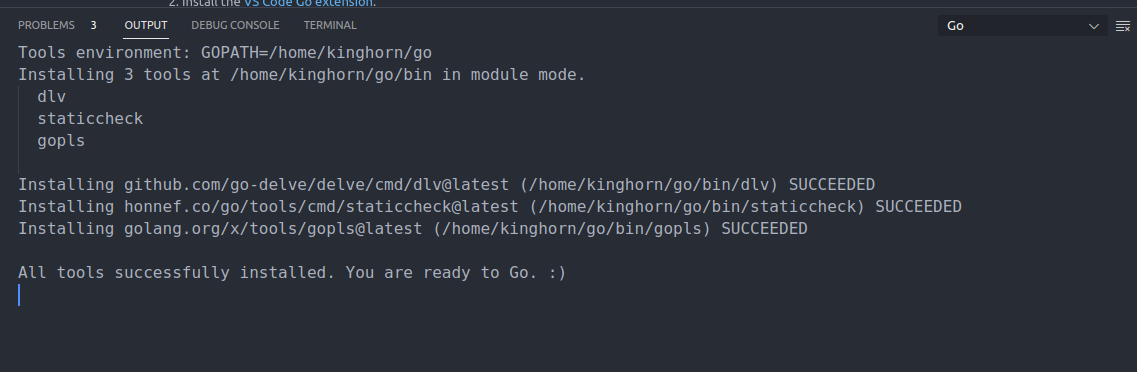 2. Install the VS Code Go extension.
PROBLEMS 3 OUTPUT DEBUG CONSOLE TERMINAL Go
Tools environment: GOPATH=/home/kinghorn/go
Installing 3 tools at /home/kinghorn/go/bin in module mode.
dlv
staticcheck
gopls
Installing github.com/go-delve/delve/cmd/dlv@latest (/home/kinghorn/go/bin/dlv) SUCCEEDED
Installing honnef.co/go/tools/cmd/staticcheck@latest (/home/kinghorn/go/bin/staticcheck) SUCCEEDED
Installing golang.org/x/tools/gopls@latest (/home/kinghorn/go/bin/gopls) SUCCEEDED
All tools successfully installed. You are ready to Go. :)